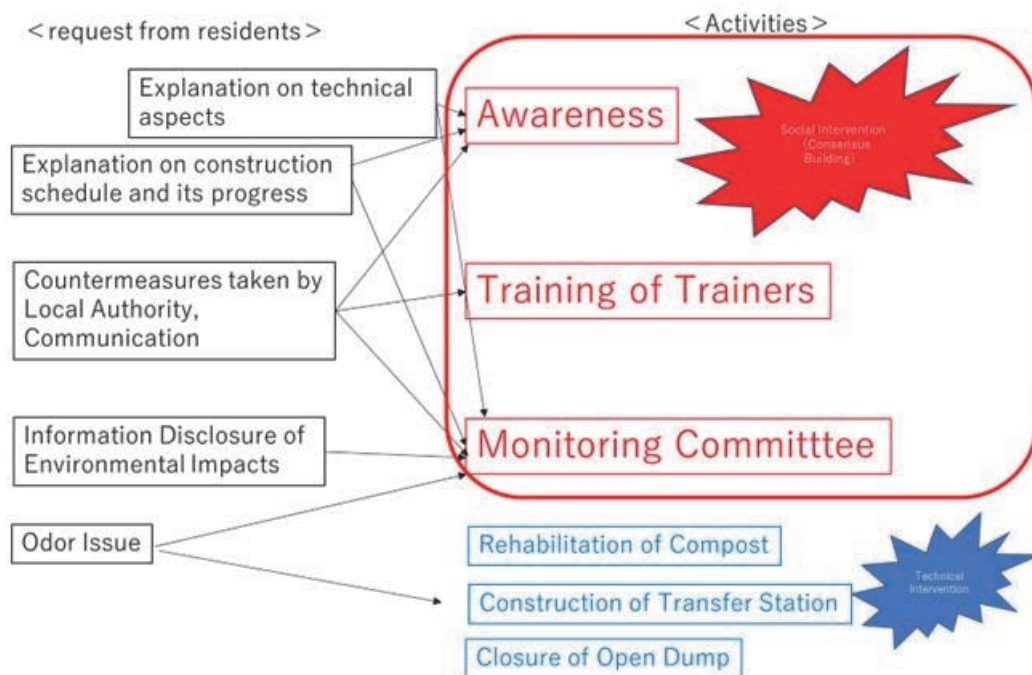 <request from residents>
<Activities>
Explanation on technical
aspects
Explanation on construction
schedule and its progress
Countermeasures taken by
Local Authority,
Communication
Information Disclosure of
Environmental Impacts
Odor Issue
Awareness
Training of Trainers
Monitoring Committtee
Social Intervention
(Consensus
Building)
Rehabilitation of Compost
Construction of Transfer Station
Closure of Open Dump
Technical
Intervention